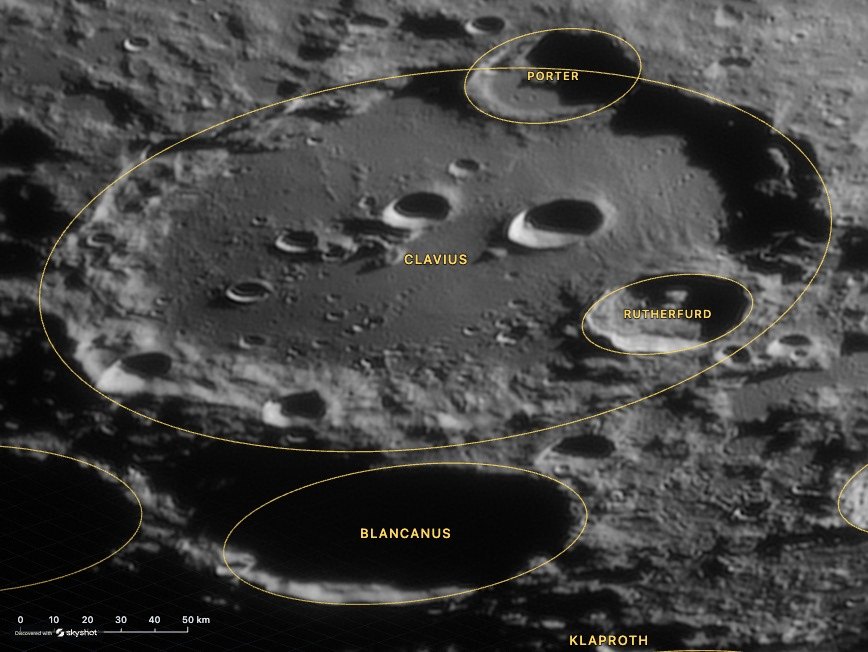 PORTER
CLAVIUS
RUTHERFURD
BLANCANUS
0 10 20 30 40 50 km
Discovered with skyshot
KLAPROTH